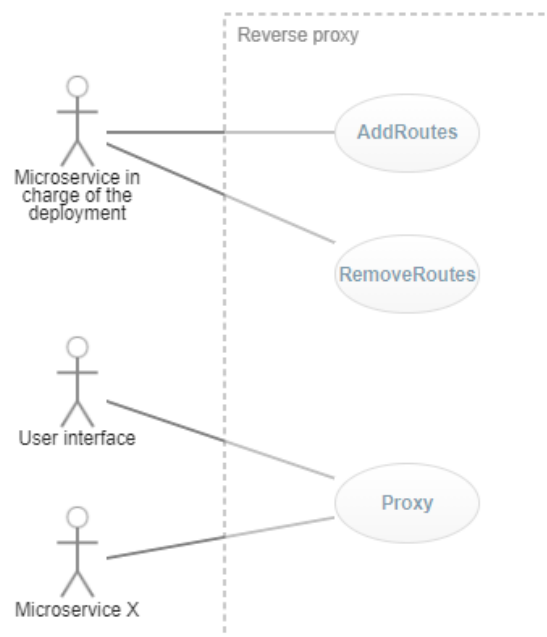 Reverse proxy
AddRoutes
Microservice in
charge of the
deployment
RemoveRoutes
User interface
Proxy
Microservice X